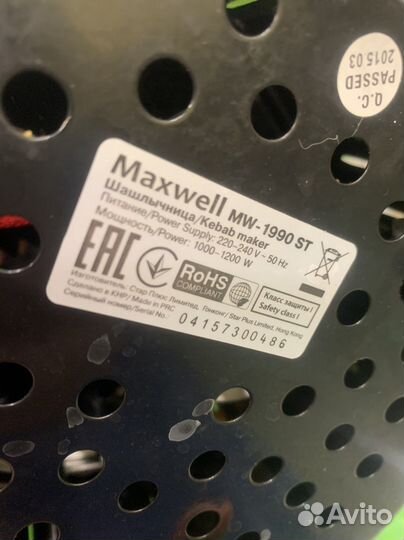 Q.C.
PASSED
2015.03
Maxwell MW-1990 ST
Шашлычница/Kebab maker
Питание/Power Supply: 220-240 V ~ 50 Hz
Мощность/Power: 1000-1200 W
EAC
RoHS
COMPLIANT
Класс защиты I
Safety class I
Изготовитель: Стар Плюс Лимитед, Гонконг/ Star Plus Limited, Hong Kong
Сделано в КНР/ Made in PRC
Серийный номер/Serial No.: 04157300486
Avito